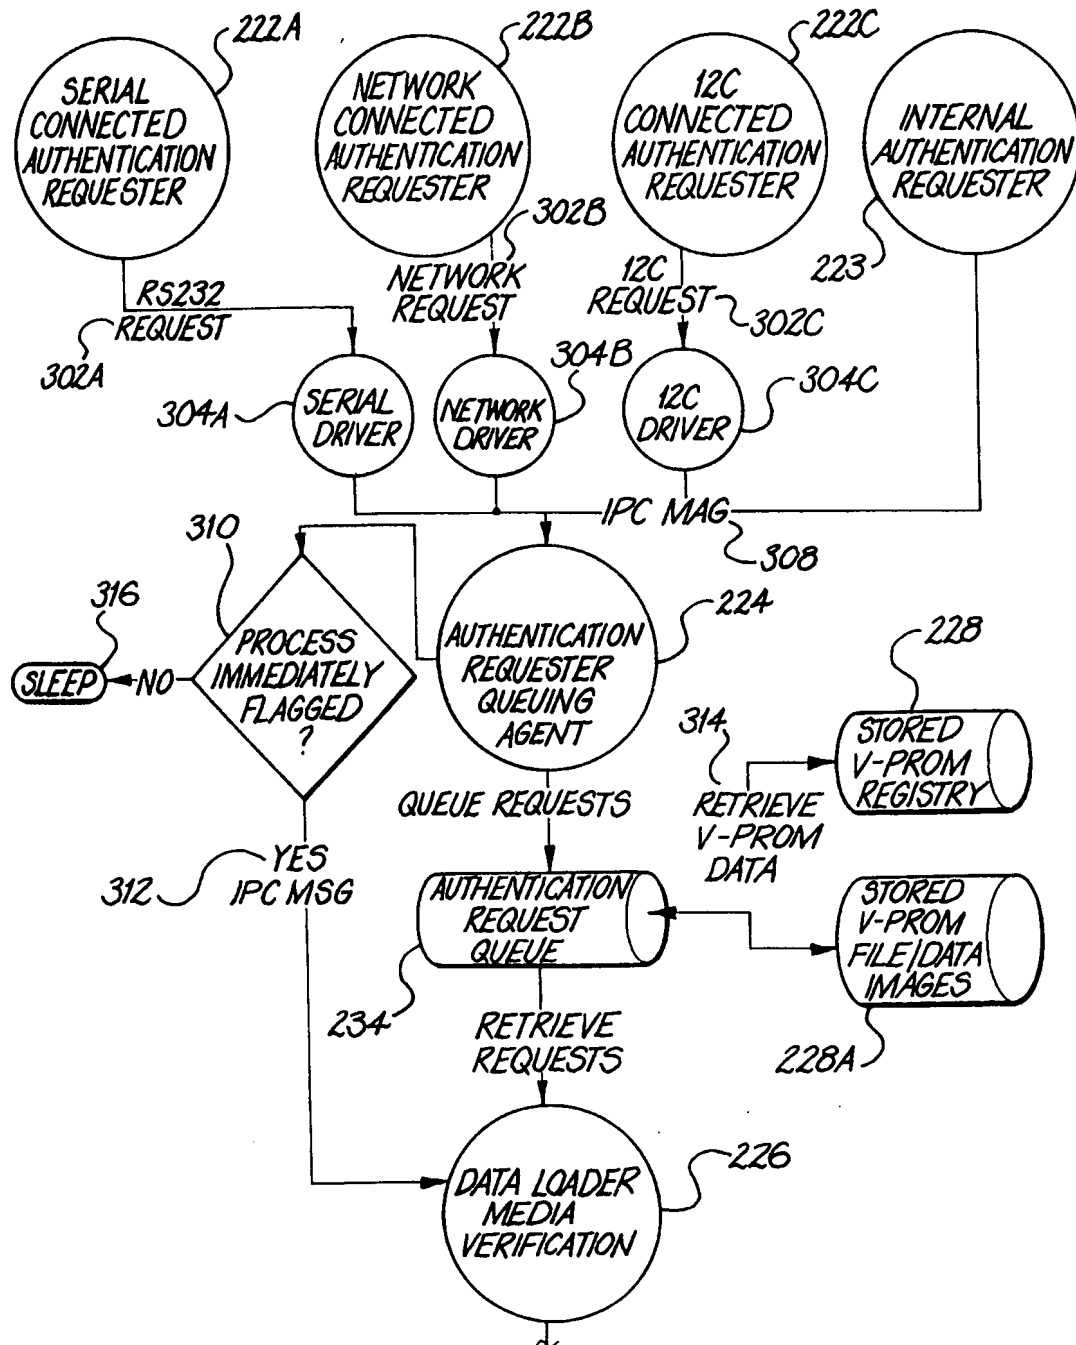 222A
222B
222C
SERIAL
CONNECTED
AUTHENTICATION
REQUESTER
NETWORK
CONNECTED
AUTHENTICATION
REQUESTER
12C
CONNECTED
AUTHENTICATION
REQUESTER
INTERNAL
AUTHENTICATION
REQUESTER
223
RS232
REQUEST
302A
NETWORK
REQUEST
302B
12C
REQUEST
302C
304A
SERIAL
DRIVER
NETWORK
DRIVER
304B
12C
DRIVER
304C
IPC MAG
308
310
316
SLEEP
NO
PROCESS
IMMEDIATELY
FLAGGED
?
AUTHENTICATION
REQUESTER
QUEUING
AGENT
224
228
STORED
V-PROM
REGISTRY
314
RETRIEVE
V-PROM
DATA
QUEUE REQUESTS
312
YES
IPC MSG
AUTHENTICATION
REQUEST
QUEUE
234
STORED
V-PROM
FILE/DATA
IMAGES
228A
RETRIEVE
REQUESTS
DATA LOADER
MEDIA
VERIFICATION
226